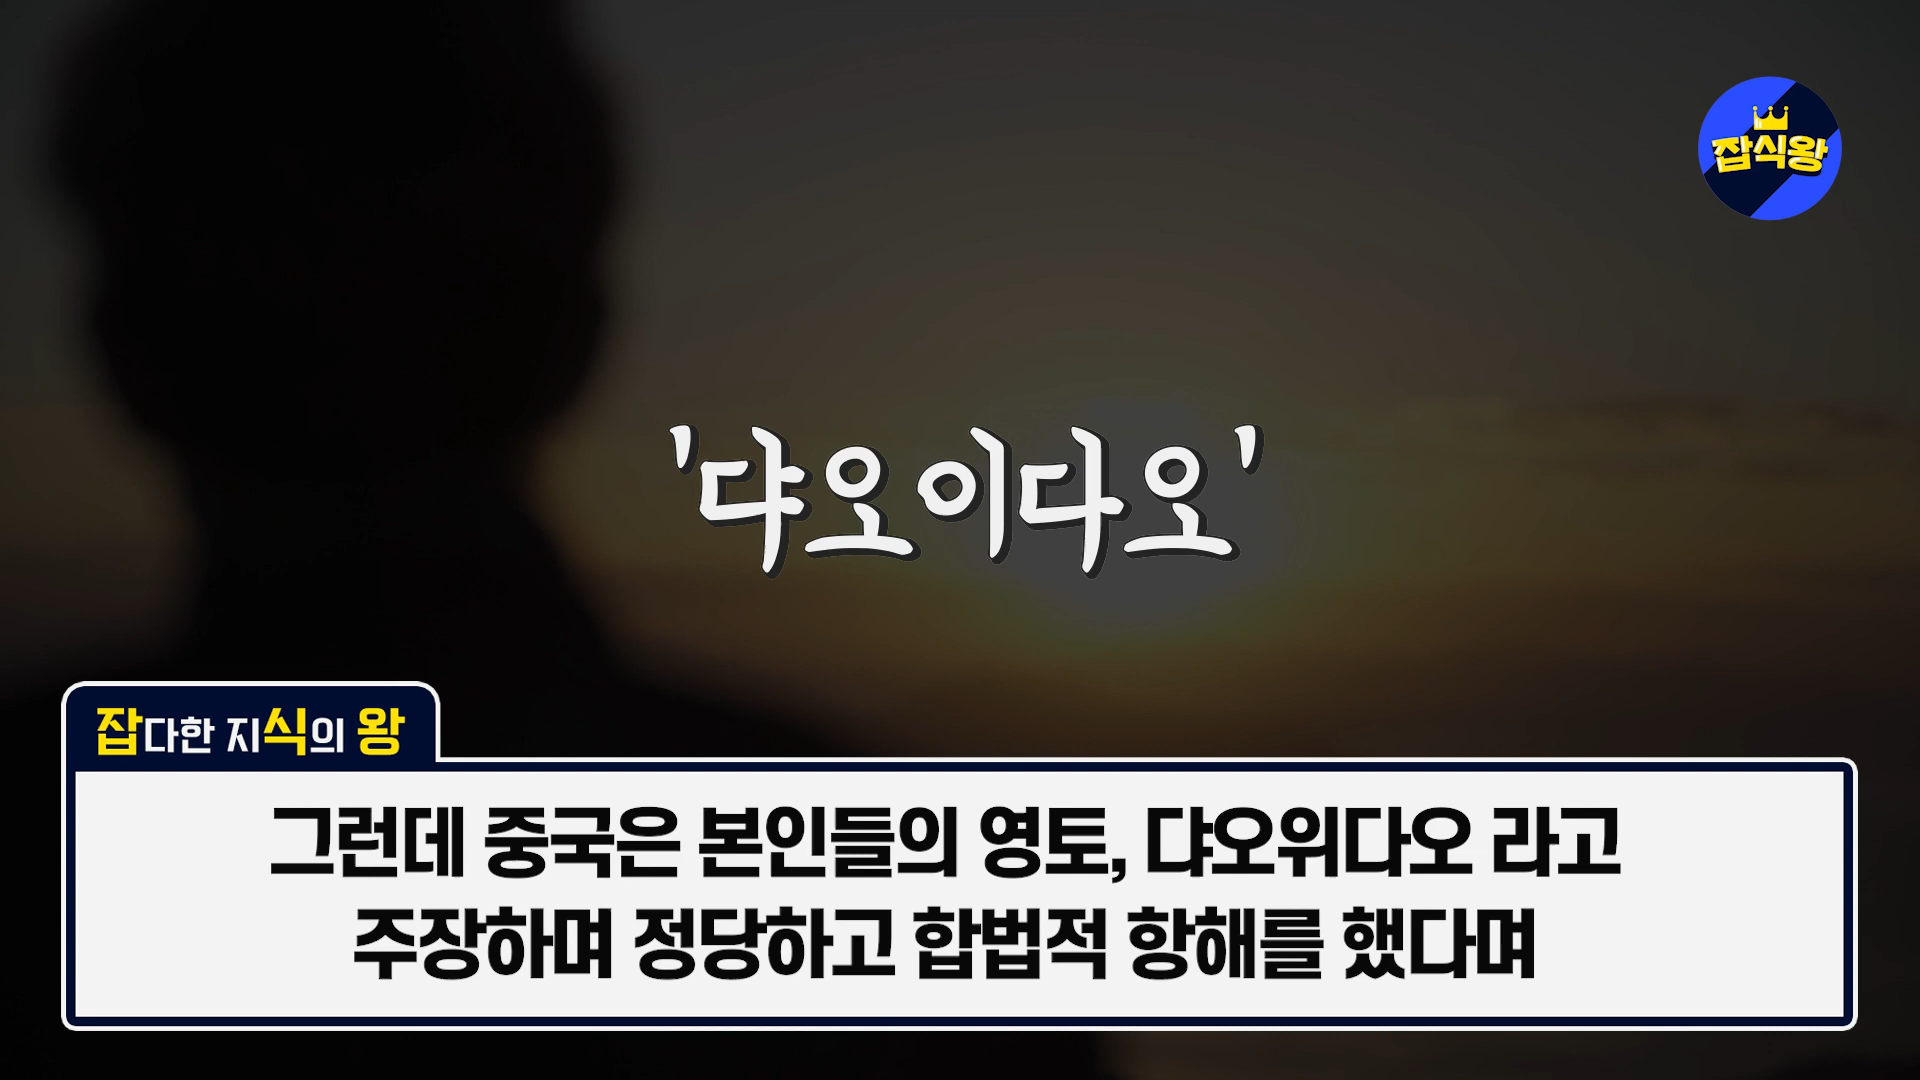 잡식왕
'댜오이다오'
잡다한 지식의 왕
그런데 중국은 본인들의 영토, 댜오위다오 라고
주장하며 정당하고 합법적 항해를 했다며